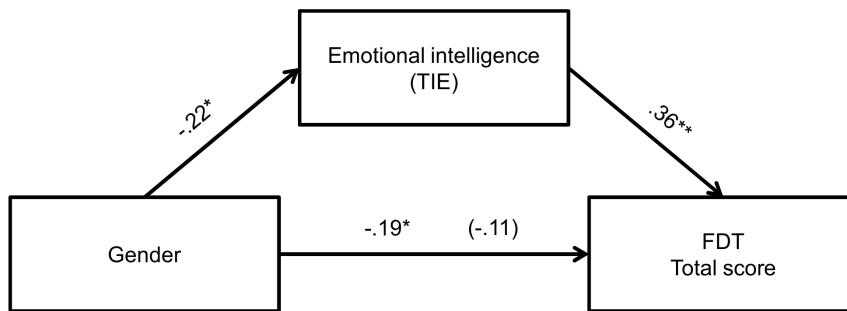 Emotional intelligence
(TIE)
-.22*
.36**
Gender
-.19* (-.11)
FDT
Total score